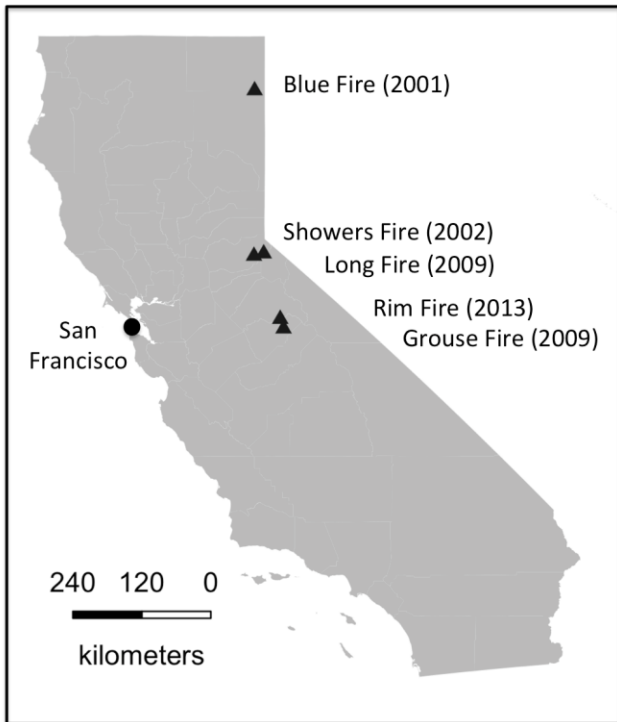 Blue Fire (2001)
Showers Fire (2002)
Long Fire (2009)
Rim Fire (2013)
Grouse Fire (2009)
San
Francisco
240 120 0
kilometers